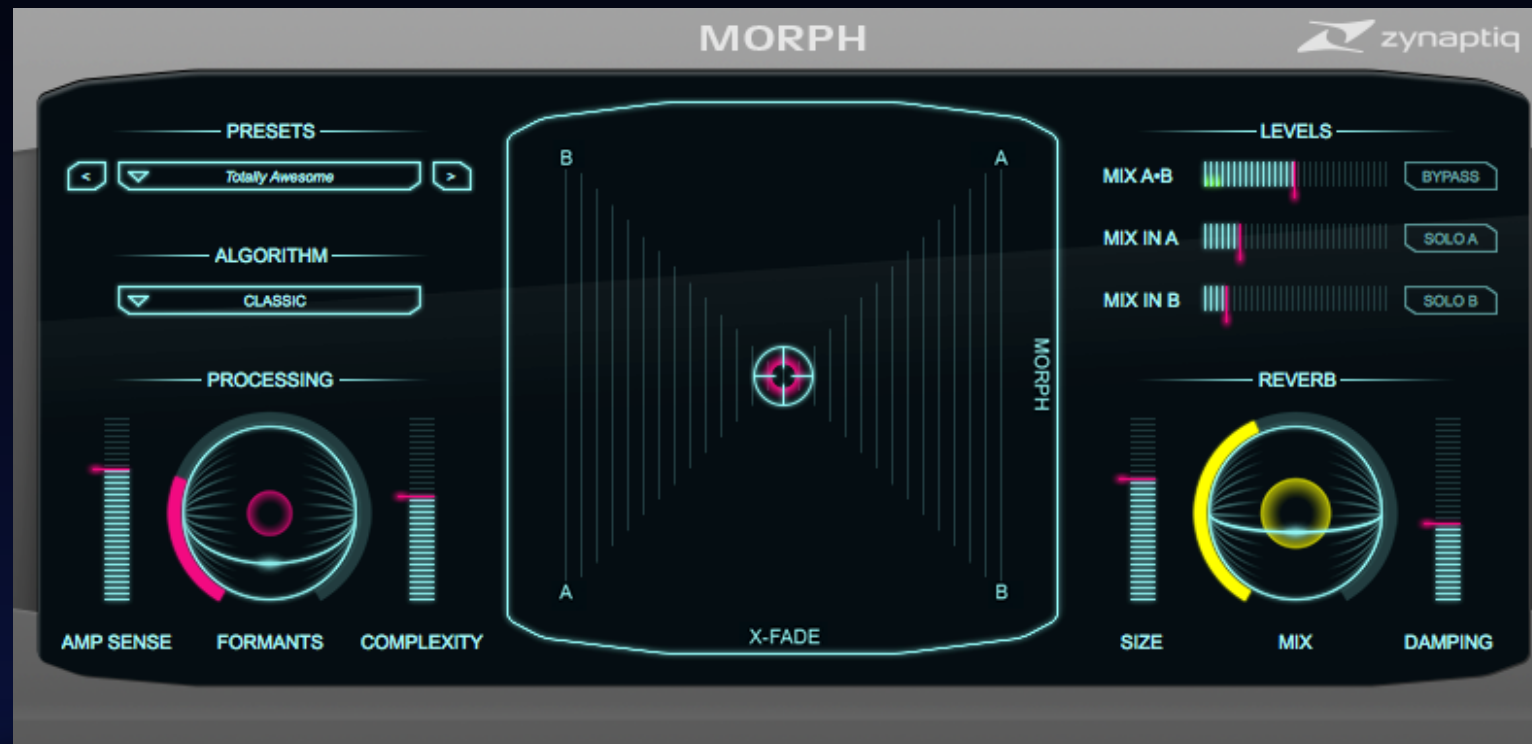 MORPH
zynaptiq
PRESETS
<
Totally Awesome
>
ALGORITHM
CLASSIC
PROCESSING
AMP SENSE
FORMANTS
COMPLEXITY
B
A
A
B
MORPH
X-FADE
LEVELS
MIX A•B
BYPASS
MIX IN A
SOLO A
MIX IN B
SOLO B
REVERB
SIZE
MIX
DAMPING